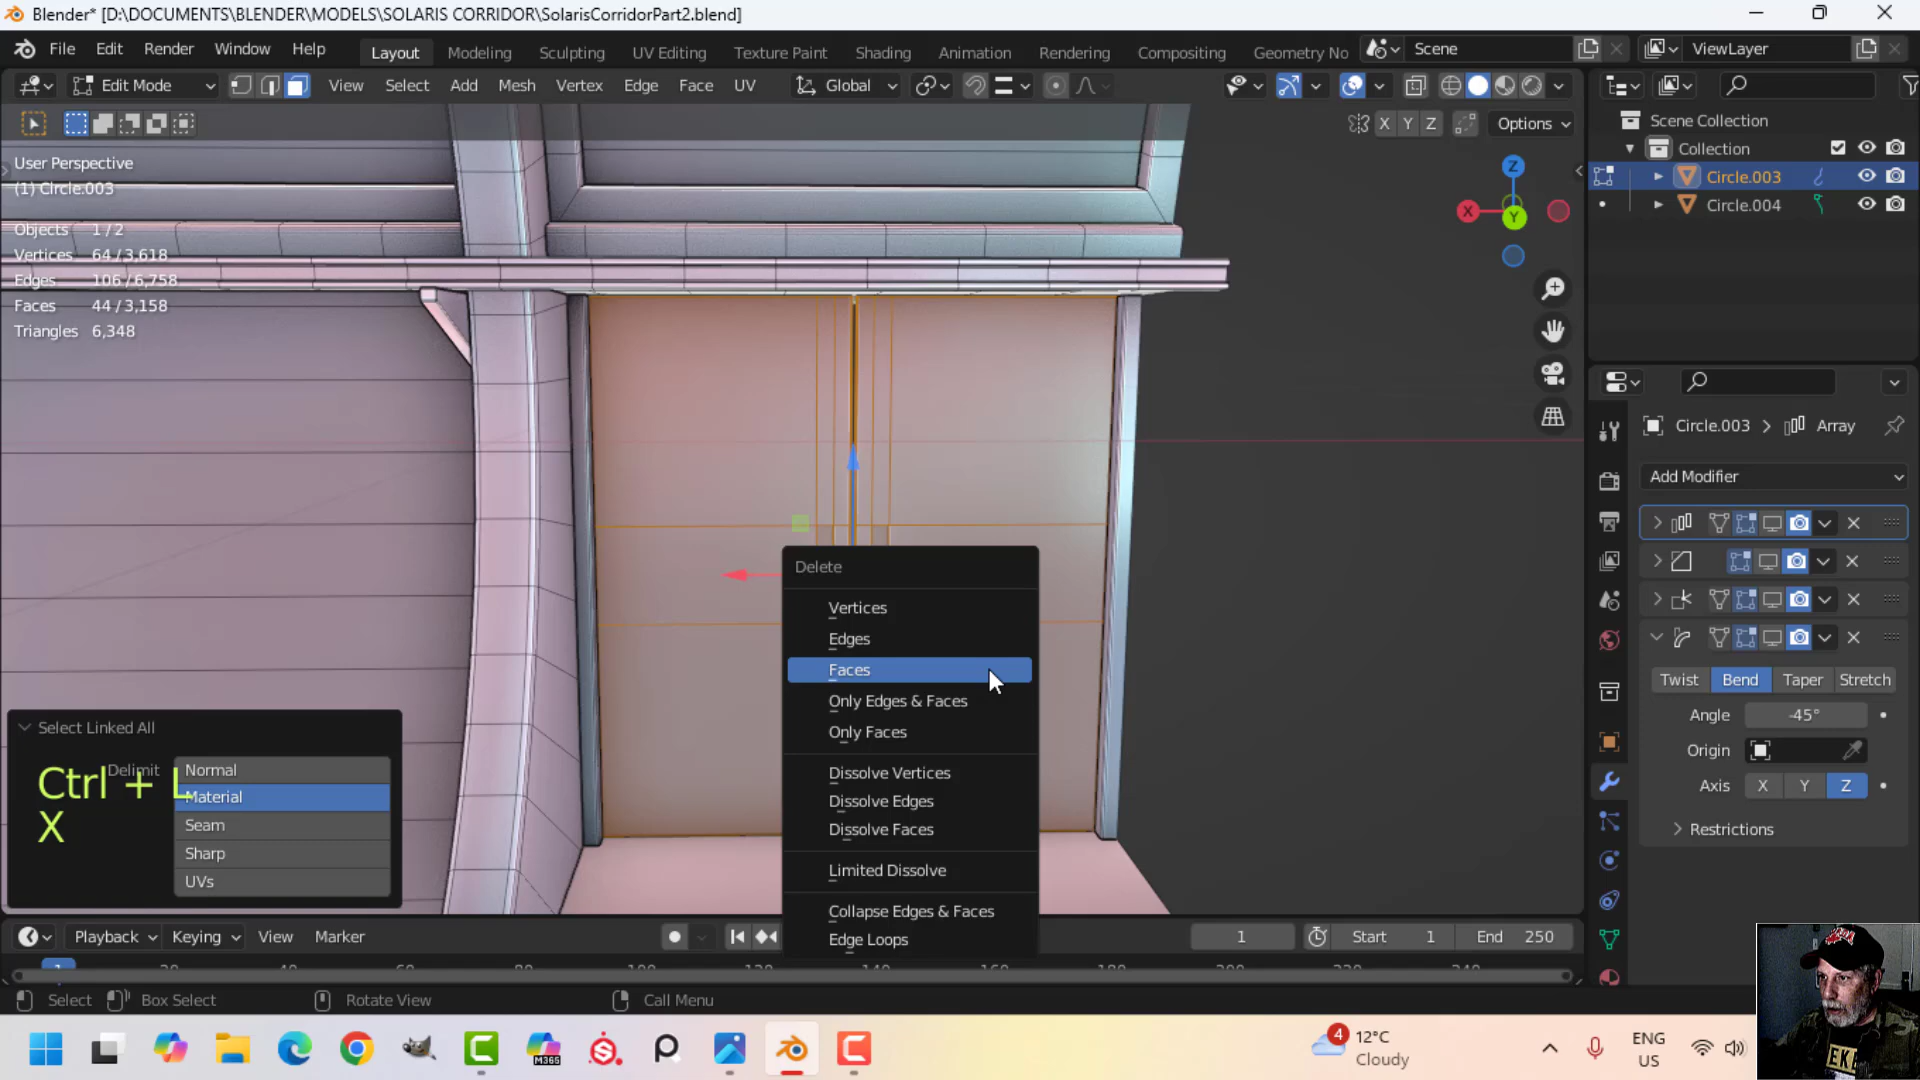 Blender* [D:\DOCUMENTS\BLENDER\MODELS\SOLARIS CORRIDOR\SolarisCorridorPart2.blend]
File Edit Render Window Help
Layout Modeling Sculpting UV Editing Texture Paint Shading Animation Rendering Compositing Geometry No
Scene
ViewLayer
Edit Mode
View Select Add Mesh Vertex Edge Face UV
Global
X Y Z
Options
User Perspective
(1) Circle.003
Objects 1 / 2
Vertices 64 / 3,618
Edges 106 / 6,758
Faces 44 / 3,158
Triangles 6,348
Z
X
Y
Scene Collection
Collection
Circle.003
Circle.004
Circle.003 > Array
Add Modifier
Twist Bend Taper Stretch
Angle -45°
Origin
Axis X Y Z
Restrictions
Delete
Vertices
Edges
Faces
Only Edges & Faces
Only Faces
Dissolve Vertices
Dissolve Edges
Dissolve Faces
Limited Dissolve
Collapse Edges & Faces
Edge Loops
Select Linked All
Delimit
Normal
Material
Seam
Sharp
UVs
Ctrl + L
X
Playback Keying View Marker
1
Start 1
End 250
1
Select Box Select Rotate View Call Menu
M365
4
12°C
Cloudy
ENG
US